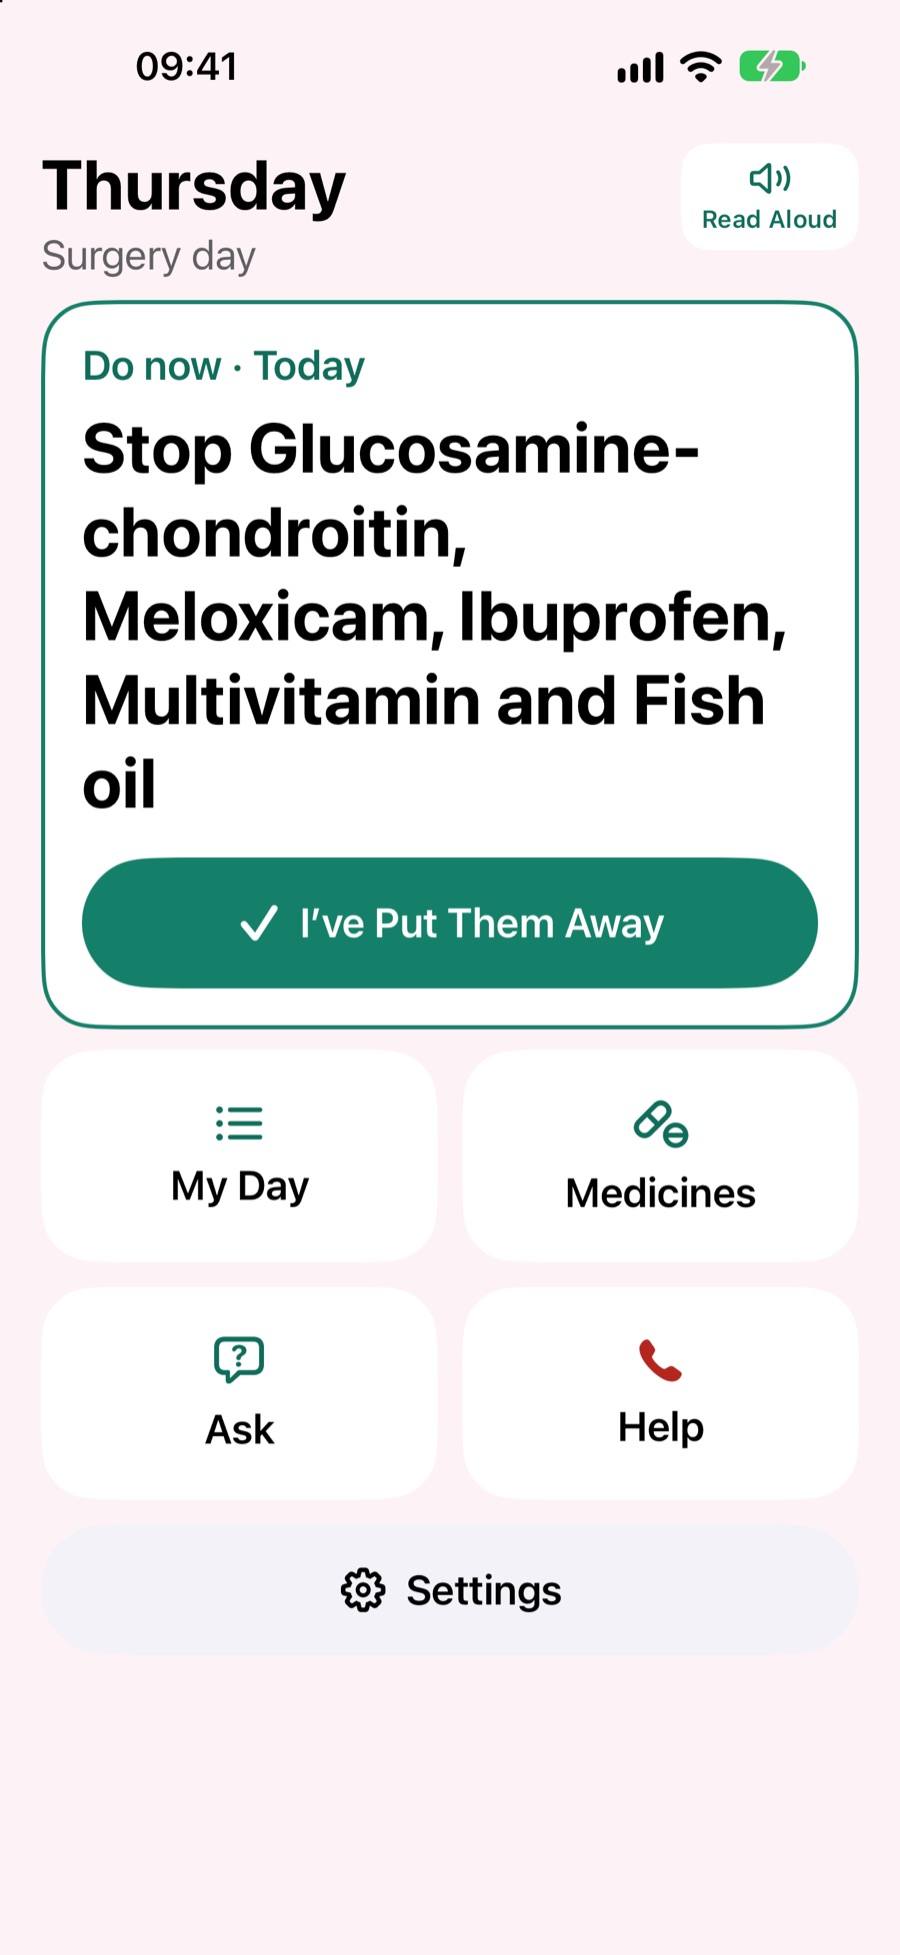 09:41
Thursday
Surgery day
Read Aloud
Do now · Today
Stop Glucosamine-
chondroitin,
Meloxicam, Ibuprofen,
Multivitamin and Fish
oil
I’ve Put Them Away
My Day
Medicines
Ask
Help
Settings